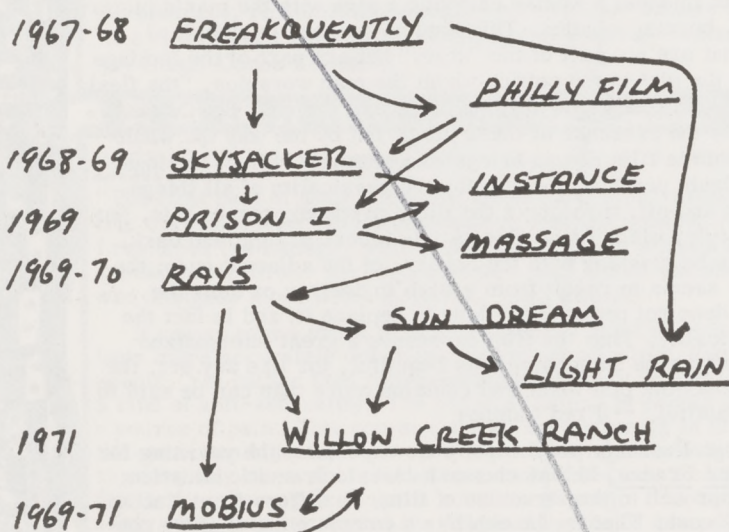 1967-68 FREAKQUENTLY
PHILLY FILM
1968-69 SKYJACKER
INSTANCE
1969 PRISON I
MASSAGE
1969-70 RAYS
SUN DREAM
LIGHT RAIN
1971 WILLOW CREEK RANCH
1969-71 MOBIUS